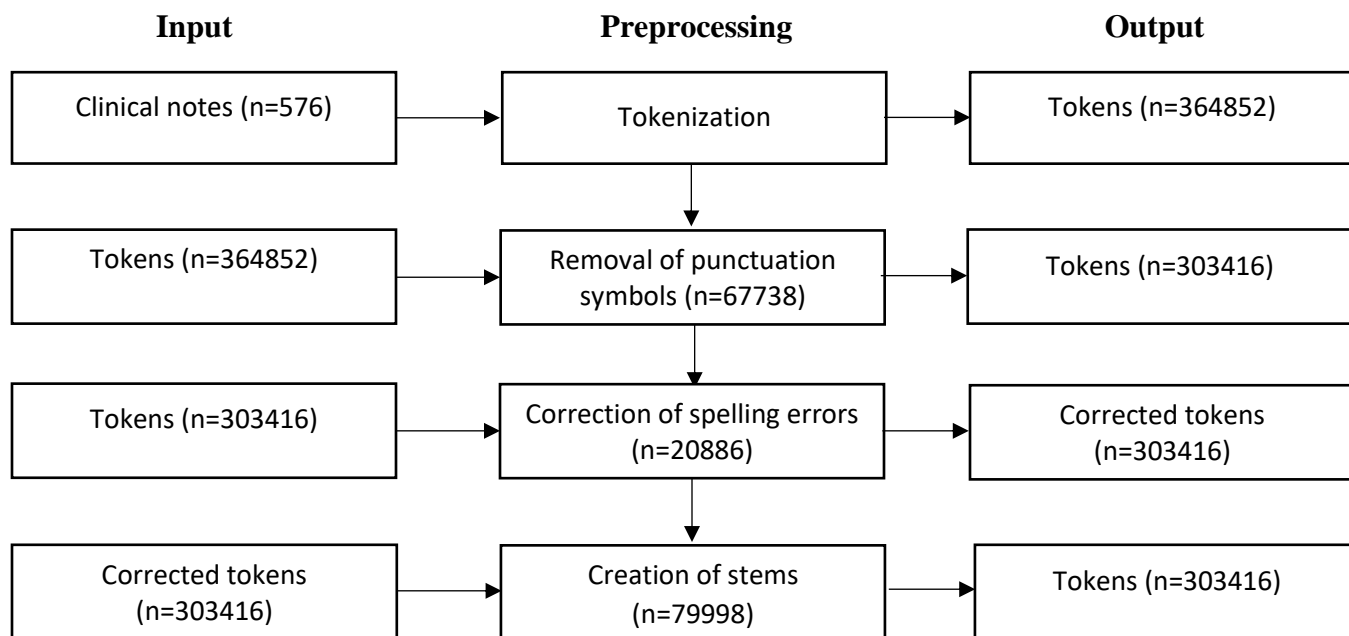 Input
Preprocessing
Output
Clinical notes (n=576)
Tokenization
Tokens (n=364852)
Tokens (n=364852)
Removal of punctuation
symbols (n=67738)
Tokens (n=303416)
Tokens (n=303416)
Correction of spelling errors
(n=20886)
Corrected tokens
(n=303416)
Corrected tokens
(n=303416)
Creation of stems
(n=79998)
Tokens (n=303416)